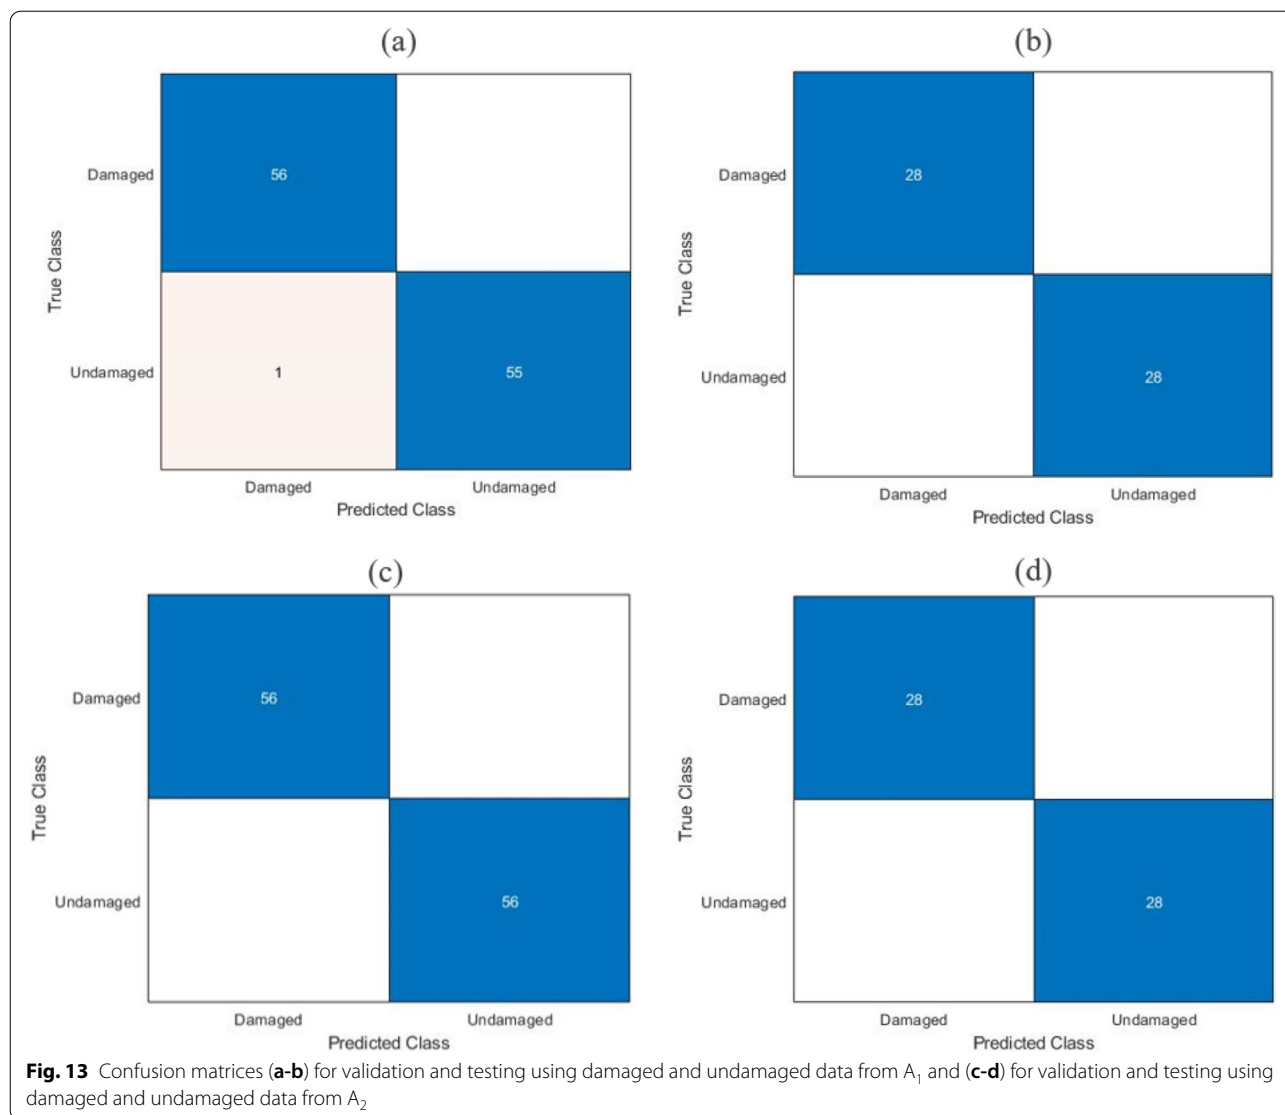 (a)
True Class
Damaged
56
Undamaged
1
55
Damaged
Undamaged
Predicted Class
(b)
True Class
Damaged
28
Undamaged
28
Damaged
Undamaged
Predicted Class
(c)
True Class
Damaged
56
Undamaged
56
Damaged
Undamaged
Predicted Class
(d)
True Class
Damaged
28
Undamaged
28
Damaged
Undamaged
Predicted Class
Fig. 13 Confusion matrices (a-b) for validation and testing using damaged and undamaged data from A₁ and (c-d) for validation and testing using
damaged and undamaged data from A₂